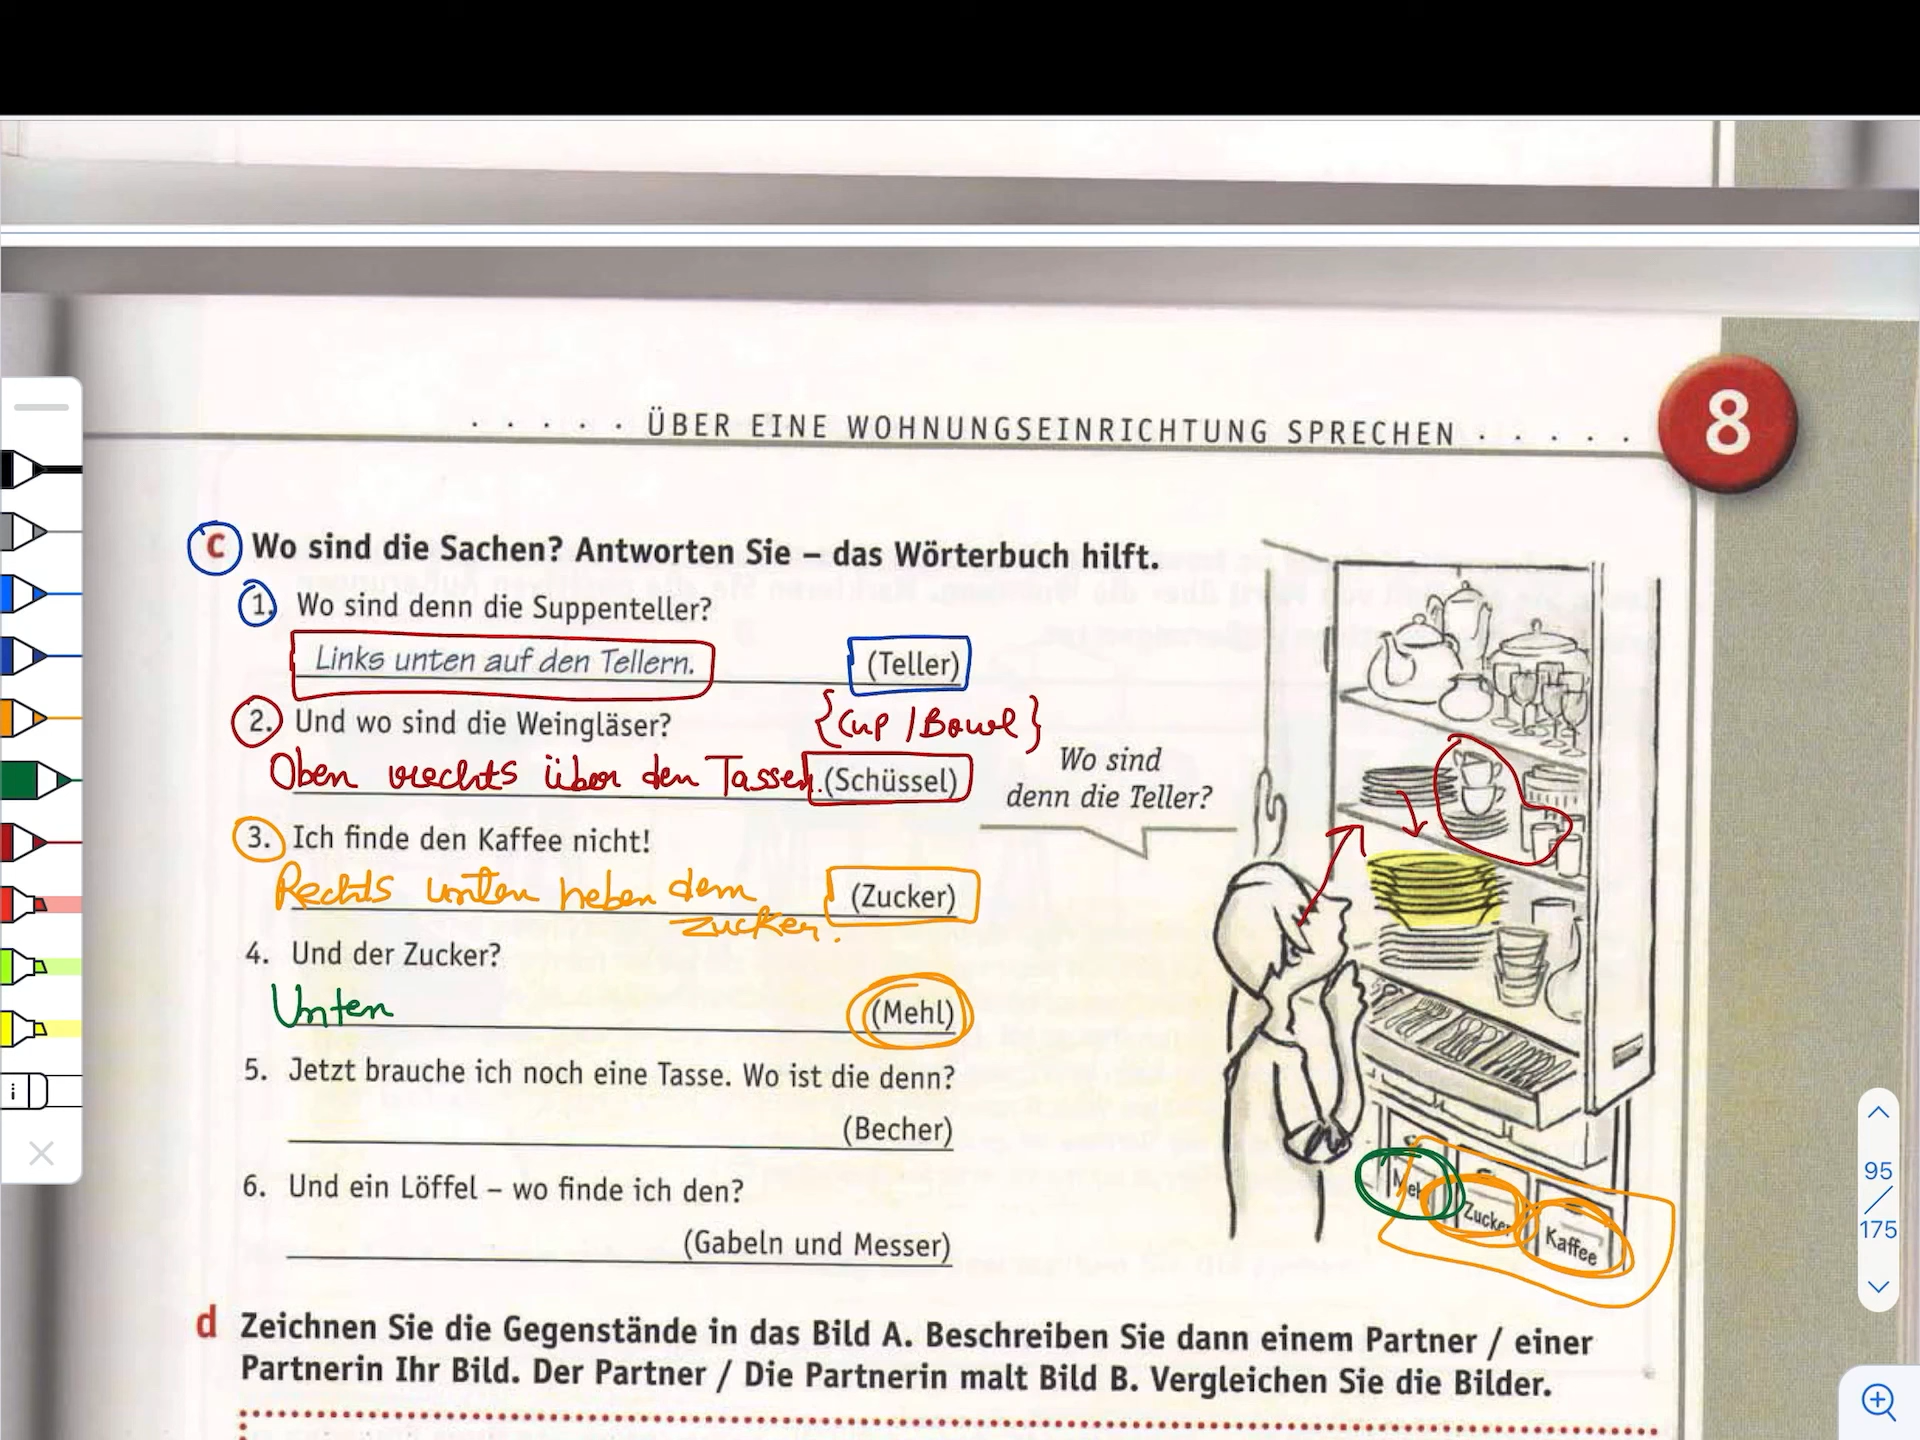 · · · · · ÜBER EINE WOHNUNGSEINRICHTUNG SPRECHEN · · · · ·
8
c Wo sind die Sachen? Antworten Sie – das Wörterbuch hilft.
1. Wo sind denn die Suppenteller?
Links unten auf den Tellern. (Teller)
2. Und wo sind die Weingläser? {Cup / Bowl}
Oben rechts über den Tassen. (Schüssel)
Wo sind
denn die Teller?
3. Ich finde den Kaffee nicht!
Rechts unten neben dem (Zucker)
zucker.
4. Und der Zucker?
Unten (Mehl)
5. Jetzt brauche ich noch eine Tasse. Wo ist die denn?
(Becher)
6. Und ein Löffel – wo finde ich den?
(Gabeln und Messer)
Mehl
Zucker
Kaffee
d Zeichnen Sie die Gegenstände in das Bild A. Beschreiben Sie dann einem Partner / einer
Partnerin Ihr Bild. Der Partner / Die Partnerin malt Bild B. Vergleichen Sie die Bilder.
95
/
175